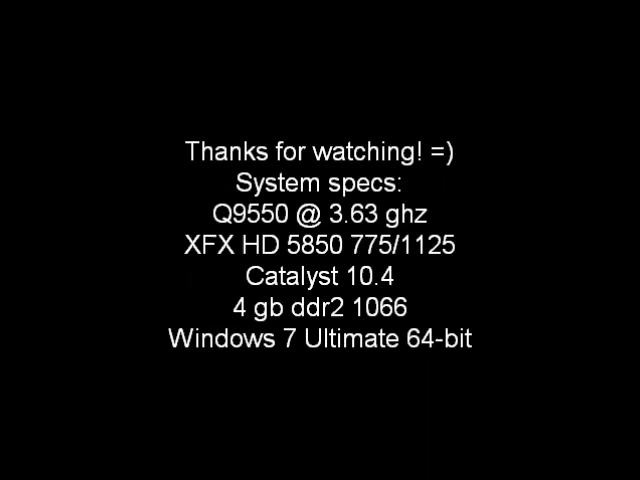 Thanks for watching! =)
System specs:
Q9550 @ 3.63 ghz
XFX HD 5850 775/1125
Catalyst 10.4
4 gb ddr2 1066
Windows 7 Ultimate 64-bit